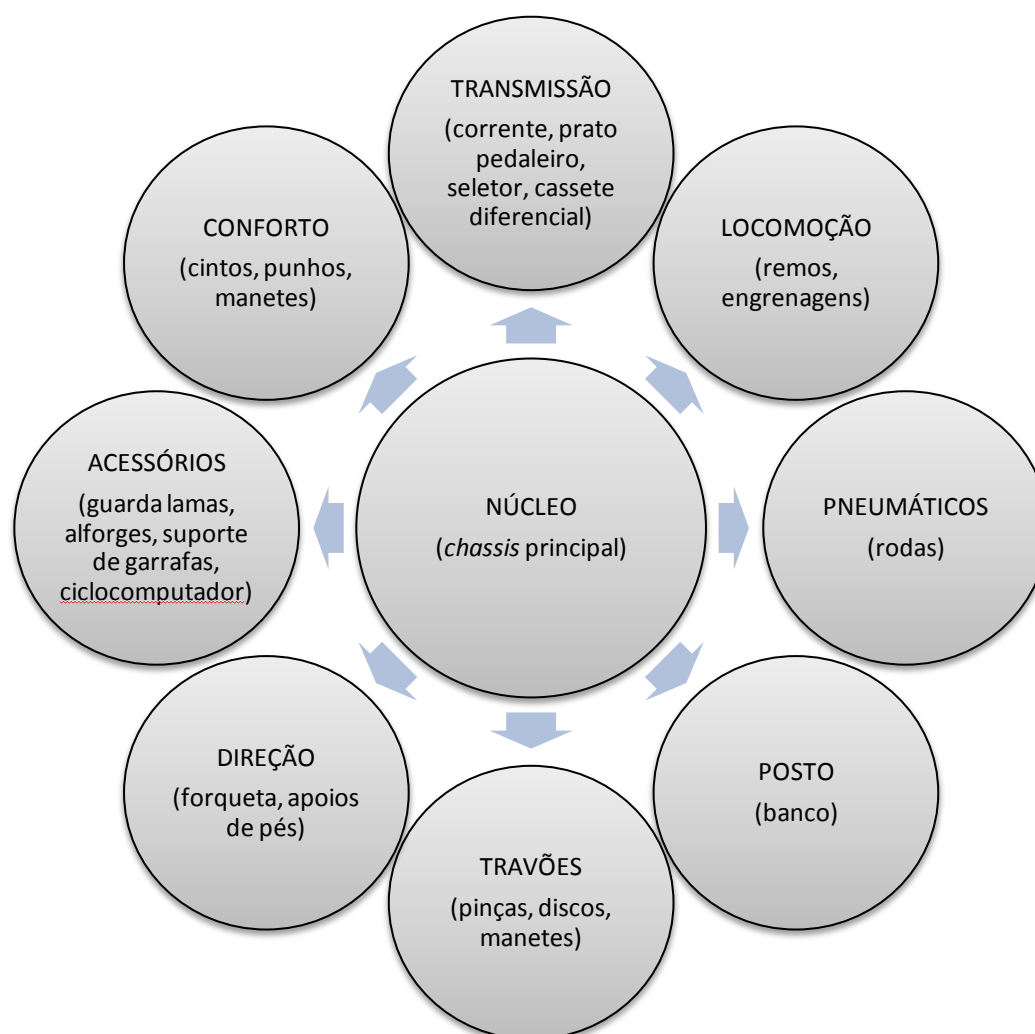 TRANSMISSÃO
(corrente, prato
pedaleiro,
seletor, cassete
diferencial)
LOCOMOÇÃO
(remos,
engrenagens)
PNEUMÁTICOS
(rodas)
POSTO
(banco)
TRAVÕES
(pinças, discos,
manetes)
DIREÇÃO
(forqueta, apoios
de pés)
ACESSÓRIOS
(guarda lamas,
alforges, suporte
de garrafas,
ciclocomputador)
CONFORTO
(cintos, punhos,
manetes)
NÚCLEO
(chassis principal)